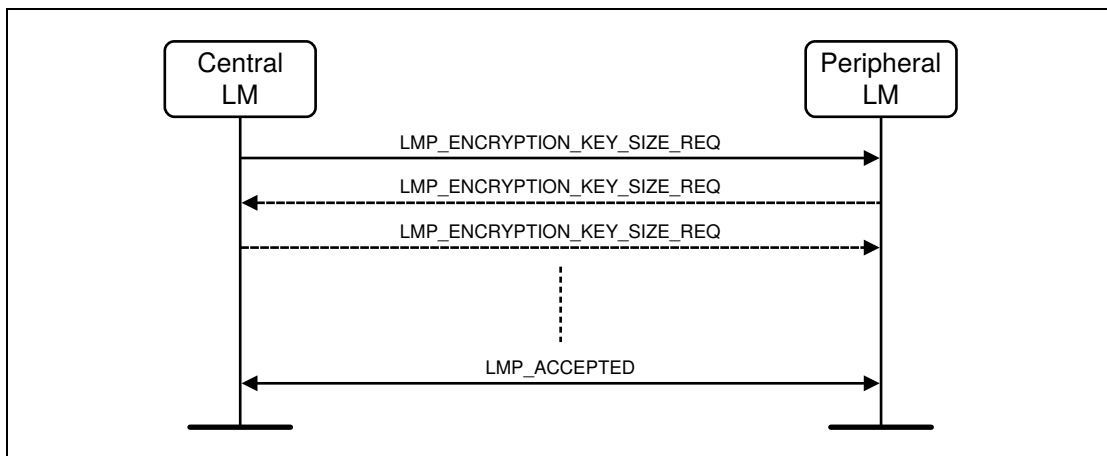 Central
LM
Peripheral
LM
LMP_ENCRYPTION_KEY_SIZE_REQ
LMP_ENCRYPTION_KEY_SIZE_REQ
LMP_ENCRYPTION_KEY_SIZE_REQ
LMP_ACCEPTED